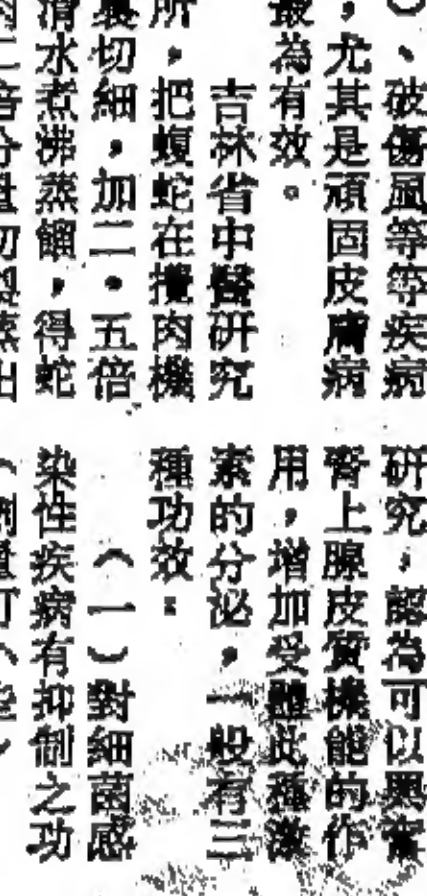 )、破傷風等等疾病
,尤其是頑固皮膚病
最為有效。
吉林省中醫研究
所,把蝮蛇在攪肉機
裏切細,加二·五倍
清水煮沸蒸餾,得蛇
研究,認為可以興奮
腎上腺皮質機能的作
用,增加受體此種激
素的分泌,一般有三
種功效:
(一)對細菌感
染性疾病有抑制之功